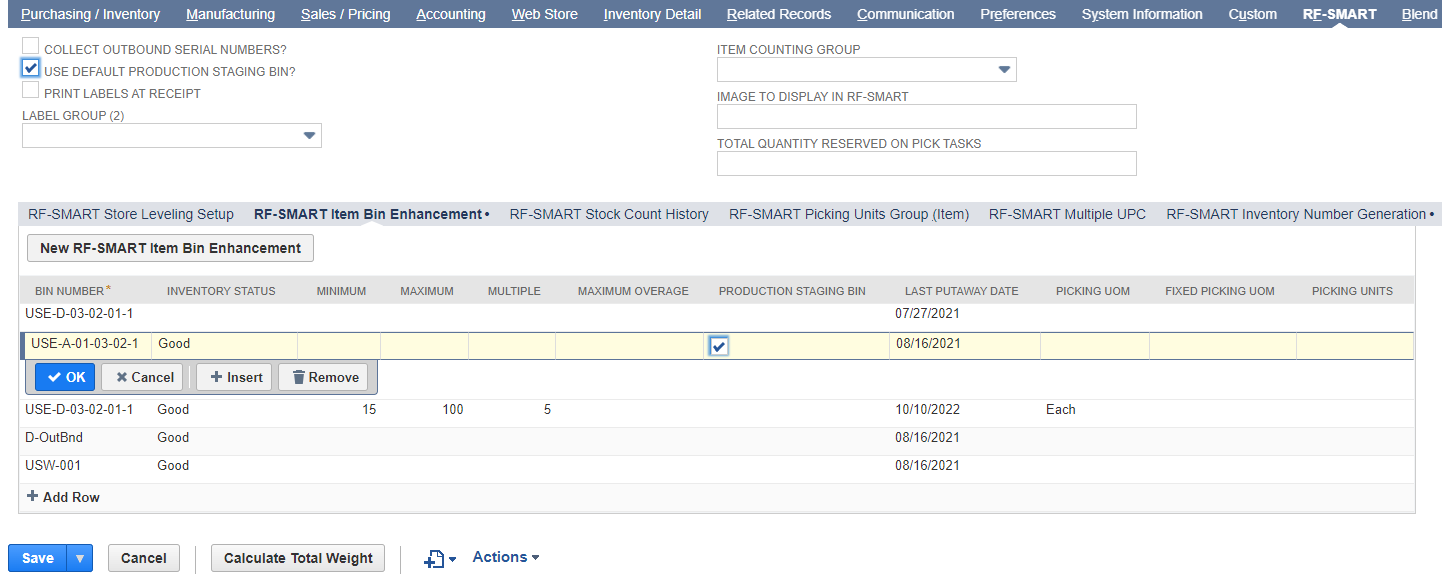 Purchasing / Inventory Manufacturing Sales / Pricing Accounting Web Store Inventory Detail Related Records Communication Preferences System Information Custom RF-SMART Blend
COLLECT OUTBOUND SERIAL NUMBERS?
USE DEFAULT PRODUCTION STAGING BIN?
PRINT LABELS AT RECEIPT
LABEL GROUP (2)
ITEM COUNTING GROUP
IMAGE TO DISPLAY IN RF-SMART
TOTAL QUANTITY RESERVED ON PICK TASKS
RF-SMART Store Leveling Setup RF-SMART Item Bin Enhancement • RF-SMART Stock Count History RF-SMART Picking Units Group (Item) RF-SMART Multiple UPC RF-SMART Inventory Number Generation •
New RF-SMART Item Bin Enhancement
BIN NUMBER* INVENTORY STATUS MINIMUM MAXIMUM MULTIPLE MAXIMUM OVERAGE PRODUCTION STAGING BIN LAST PUTAWAY DATE PICKING UOM FIXED PICKING UOM PICKING UNITS
USE-D-03-02-01-1 07/27/2021
USE-A-01-03-02-1 Good 08/16/2021
OK Cancel Insert Remove
USE-D-03-02-01-1 Good 15 100 5 10/10/2022 Each
D-OutBnd Good 08/16/2021
USW-001 Good 08/16/2021
Add Row
Save Cancel Calculate Total Weight Actions